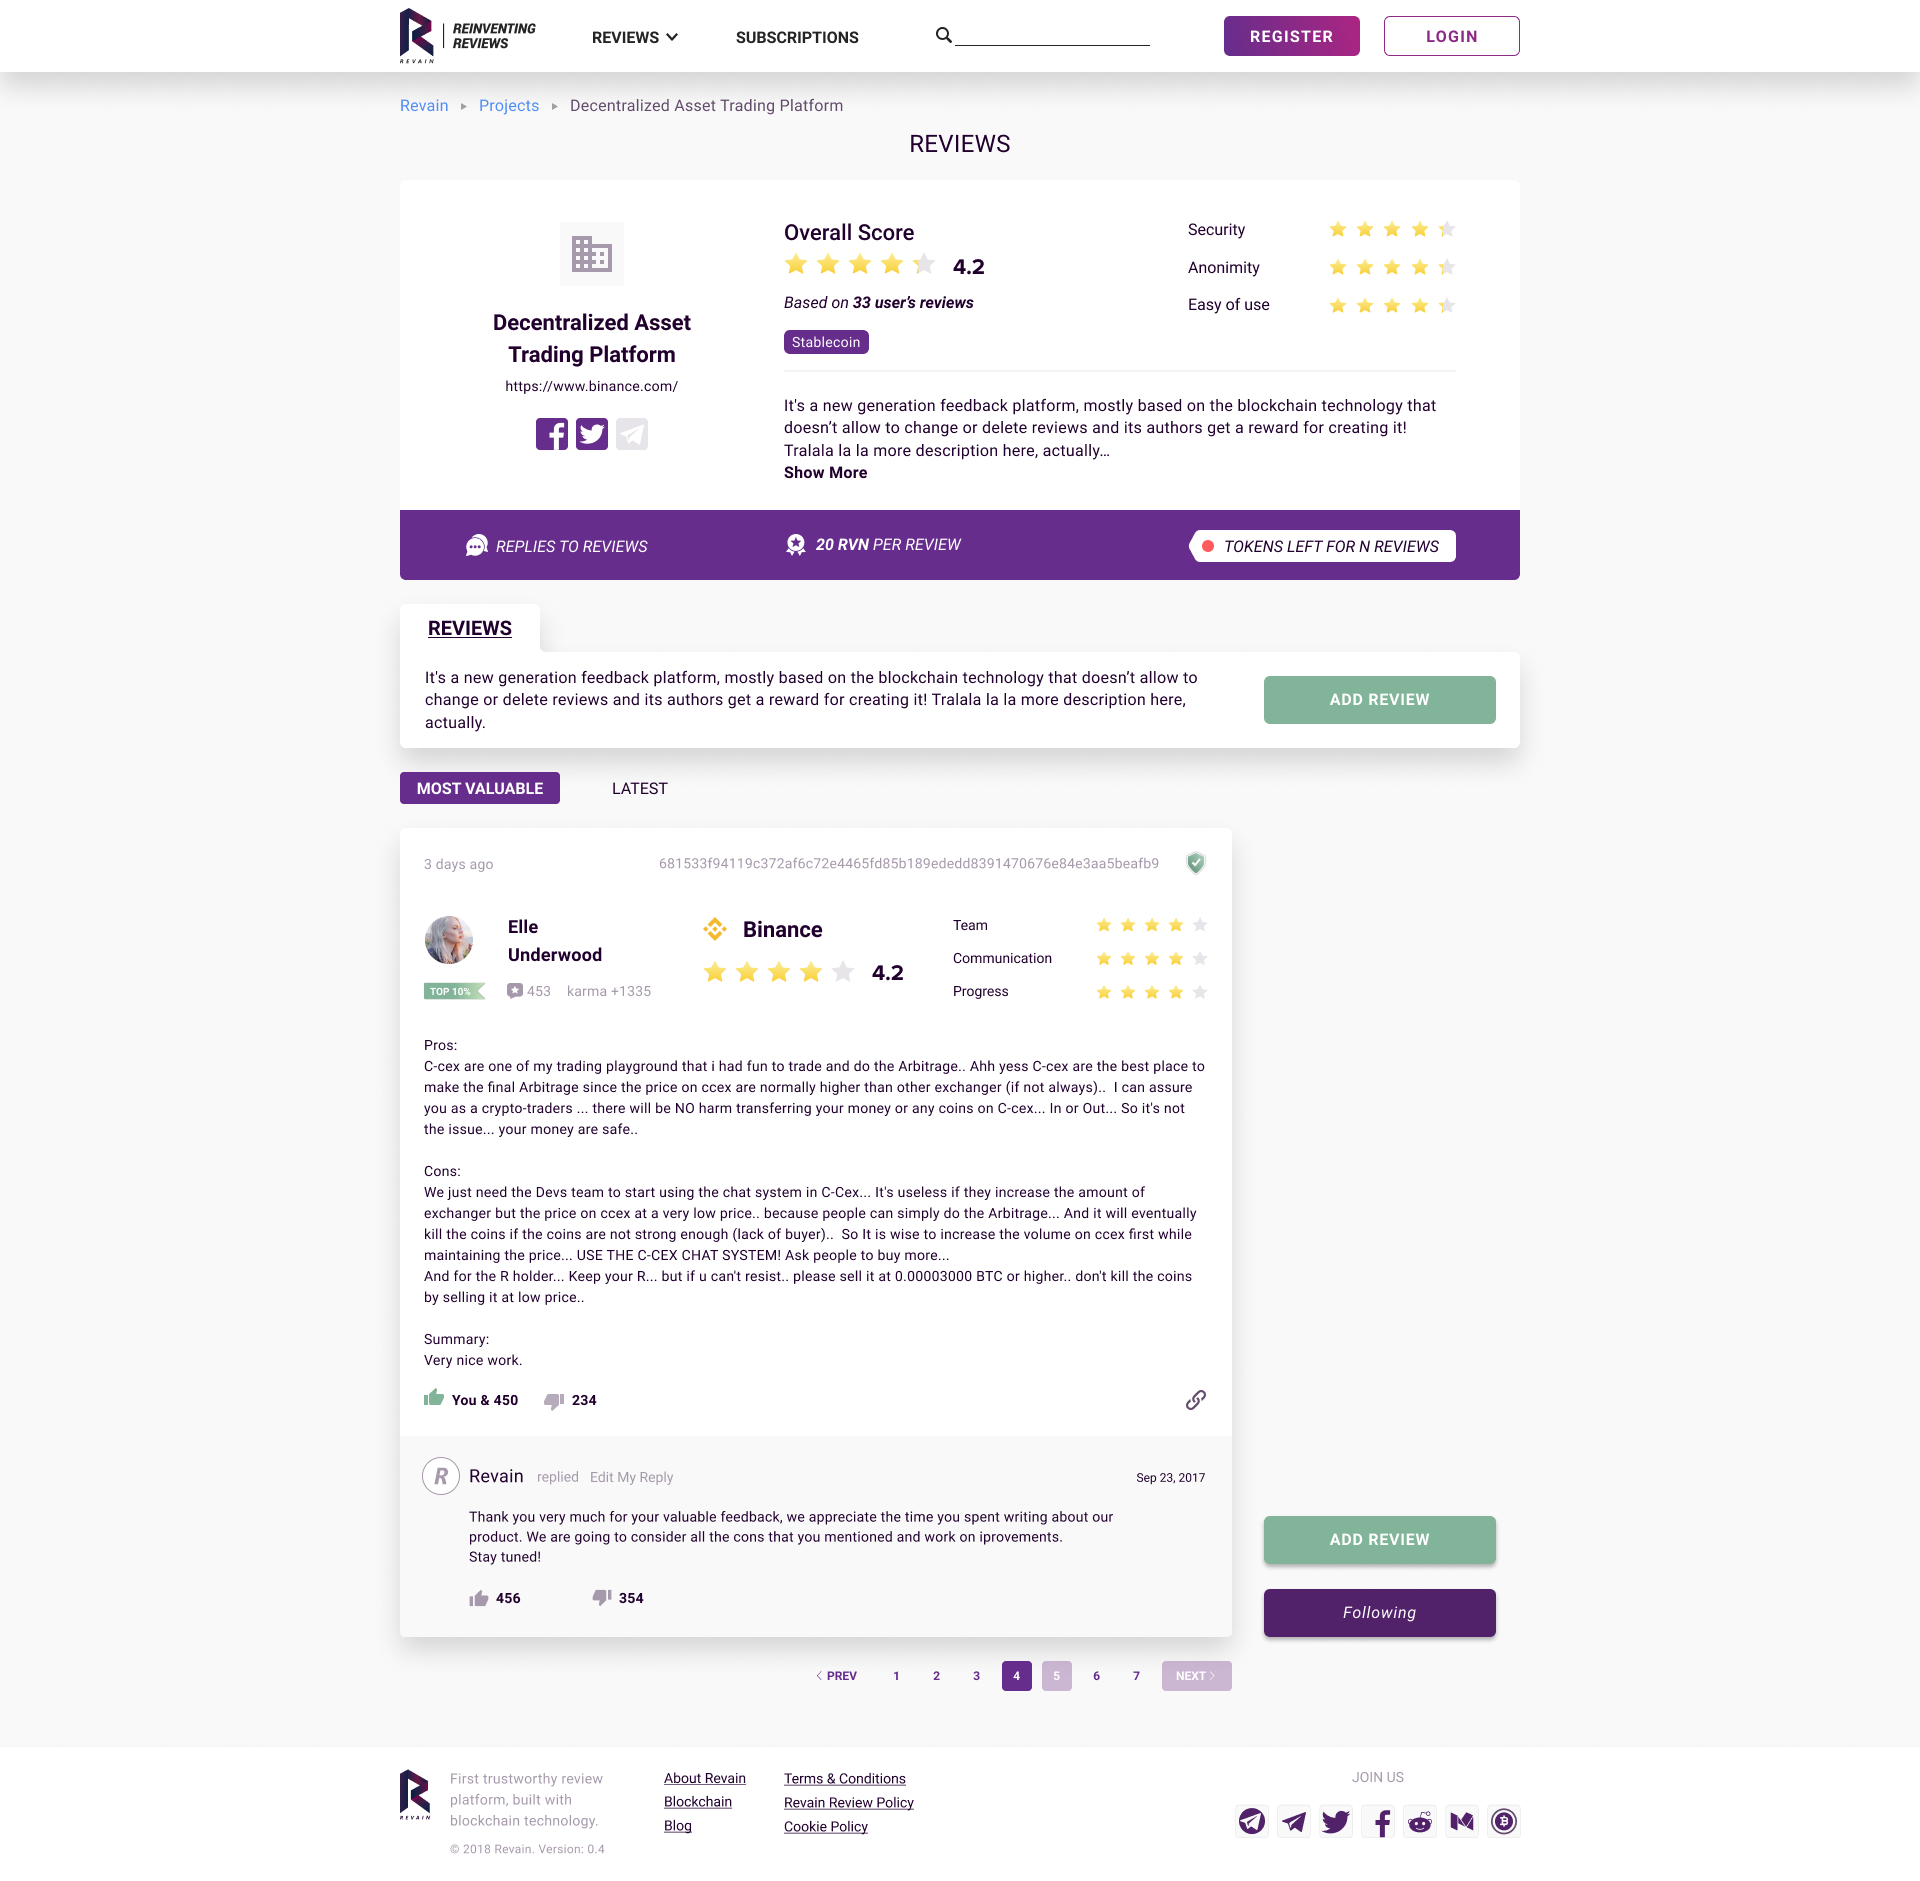 REVAIN
REINVENTING
REVIEWS
REVIEWS
SUBSCRIPTIONS
REGISTER
LOGIN
Revain
Projects
Decentralized Asset Trading Platform
REVIEWS
Decentralized Asset
Trading Platform
https://www.binance.com/
Overall Score
4.2
Based on 33 user’s reviews
Stablecoin
Security
Anonimity
Easy of use
It's a new generation feedback platform, mostly based on the blockchain technology that
doesn’t allow to change or delete reviews and its authors get a reward for creating it!
Tralala la la more description here, actually…
Show More
REPLIES TO REVIEWS
20 RVN PER REVIEW
TOKENS LEFT FOR N REVIEWS
REVIEWS
It's a new generation feedback platform, mostly based on the blockchain technology that doesn’t allow to
change or delete reviews and its authors get a reward for creating it! Tralala la la more description here,
actually.
ADD REVIEW
MOST VALUABLE
LATEST
3 days ago
681533f94119c372af6c72e4465fd85b189ededd8391470676e84e3aa5beafb9
Elle
Underwood
TOP 10%
453
karma +1335
Binance
4.2
Team
Communication
Progress
Pros:
C-cex are one of my trading playground that i had fun to trade and do the Arbitrage.. Ahh yess C-cex are the best place to
make the final Arbitrage since the price on ccex are normally higher than other exchanger (if not always).. I can assure
you as a crypto-traders ... there will be NO harm transferring your money or any coins on C-cex... In or Out... So it's not
the issue... your money are safe..
Cons:
We just need the Devs team to start using the chat system in C-Cex... It's useless if they increase the amount of
exchanger but the price on ccex at a very low price.. because people can simply do the Arbitrage... And it will eventually
kill the coins if the coins are not strong enough (lack of buyer).. So It is wise to increase the volume on ccex first while
maintaining the price... USE THE C-CEX CHAT SYSTEM! Ask people to buy more...
And for the R holder... Keep your R... but if u can't resist.. please sell it at 0.00003000 BTC or higher.. don't kill the coins
by selling it at low price..
Summary:
Very nice work.
You & 450
234
R
Revain
replied
Edit My Reply
Sep 23, 2017
Thank you very much for your valuable feedback, we appreciate the time you spent writing about our
product. We are going to consider all the cons that you mentioned and work on iprovements.
Stay tuned!
456
354
ADD REVIEW
Following
PREV
1
2
3
4
5
6
7
NEXT
REVAIN
First trustworthy review
platform, built with
blockchain technology.
© 2018 Revain. Version: 0.4
About Revain
Blockchain
Blog
Terms & Conditions
Revain Review Policy
Cookie Policy
JOIN US